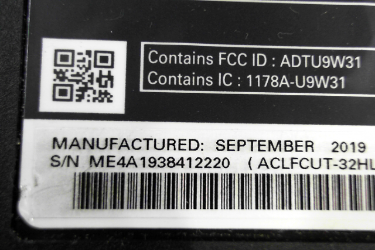 Contains FCC ID : ADTU9W31
Contains IC : 1178A-U9W31
MANUFACTURED: SEPTEMBER 2019
S/N ME4A1938412220 (ACLFCUT-32HL